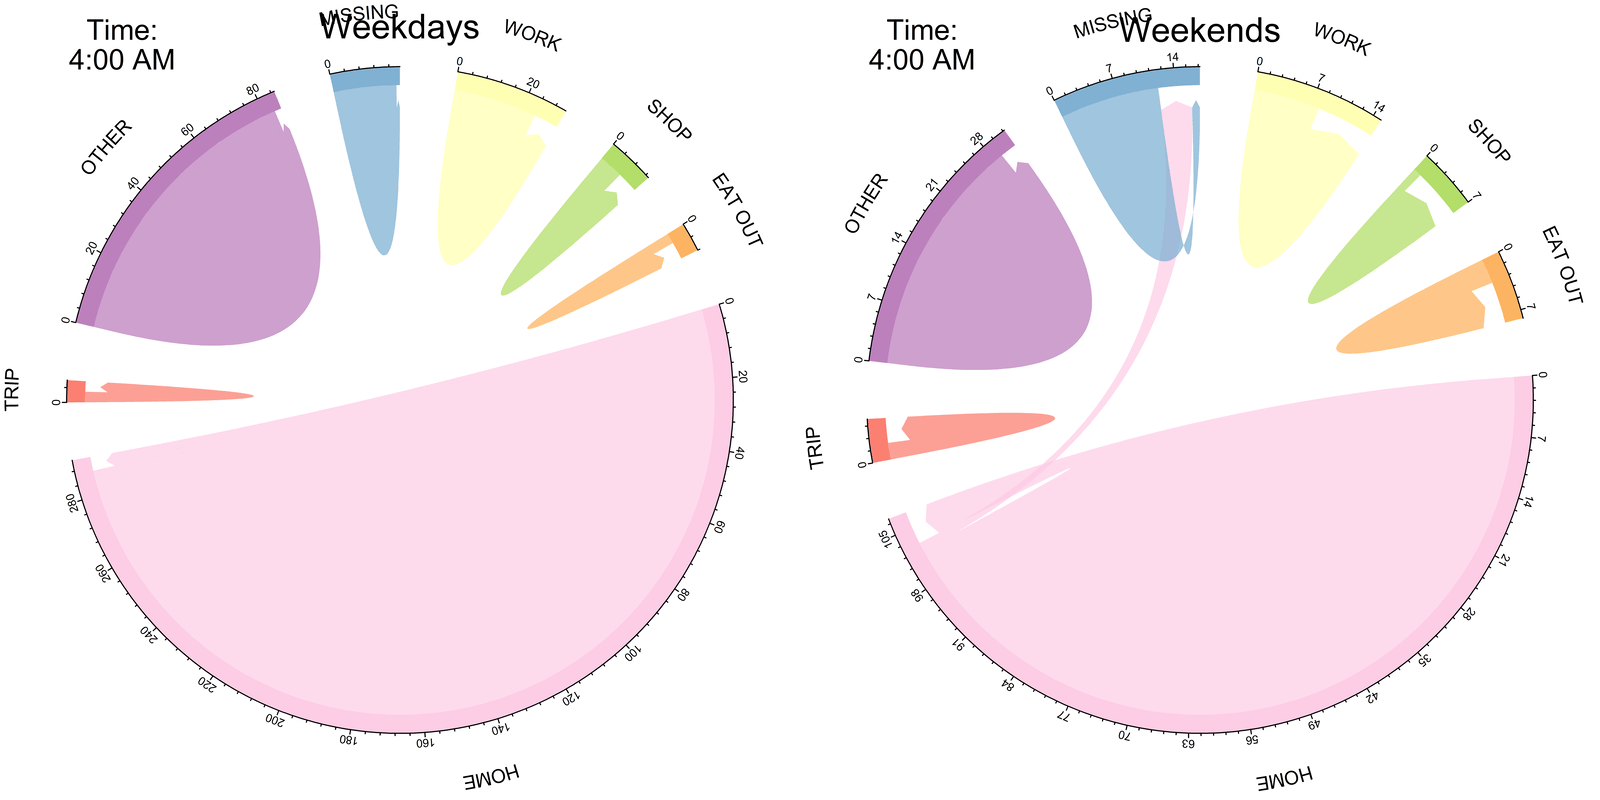 Time:
4:00 AM
Weekdays
MISSING
0
WORK
0
20
SHOP
0
EAT OUT
0
HOME
0
20
40
60
80
100
120
140
160
180
200
220
240
260
280
TRIP
0
OTHER
0
20
40
60
80
Time:
4:00 AM
Weekends
MISSING
0
7
14
WORK
0
7
14
SHOP
0
7
EAT OUT
0
7
HOME
0
7
14
21
28
35
42
49
56
63
70
77
84
91
98
105
TRIP
0
OTHER
0
7
14
21
28